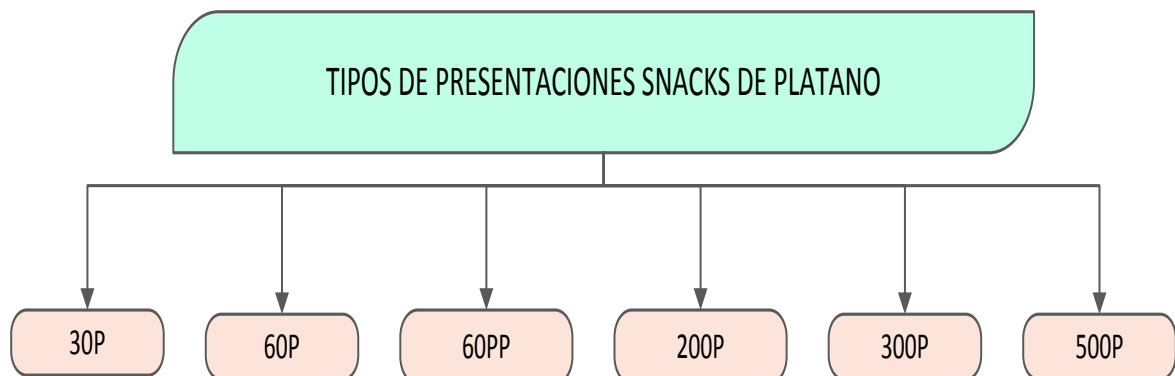 TIPOS DE PRESENTACIONES SNACKS DE PLATANO
30P
60P
60PP
200P
300P
500P